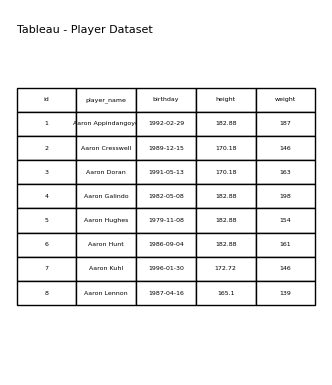 Tableau - Player Dataset
id player_name birthday height weight
1 Aaron Appindangoye 1992-02-29 182.88 187
2 Aaron Cresswell 1989-12-15 170.18 146
3 Aaron Doran 1991-05-13 170.18 163
4 Aaron Galindo 1982-05-08 182.88 198
5 Aaron Hughes 1979-11-08 182.88 154
6 Aaron Hunt 1986-09-04 182.88 161
7 Aaron Kuhl 1996-01-30 172.72 146
8 Aaron Lennon 1987-04-16 165.1 139